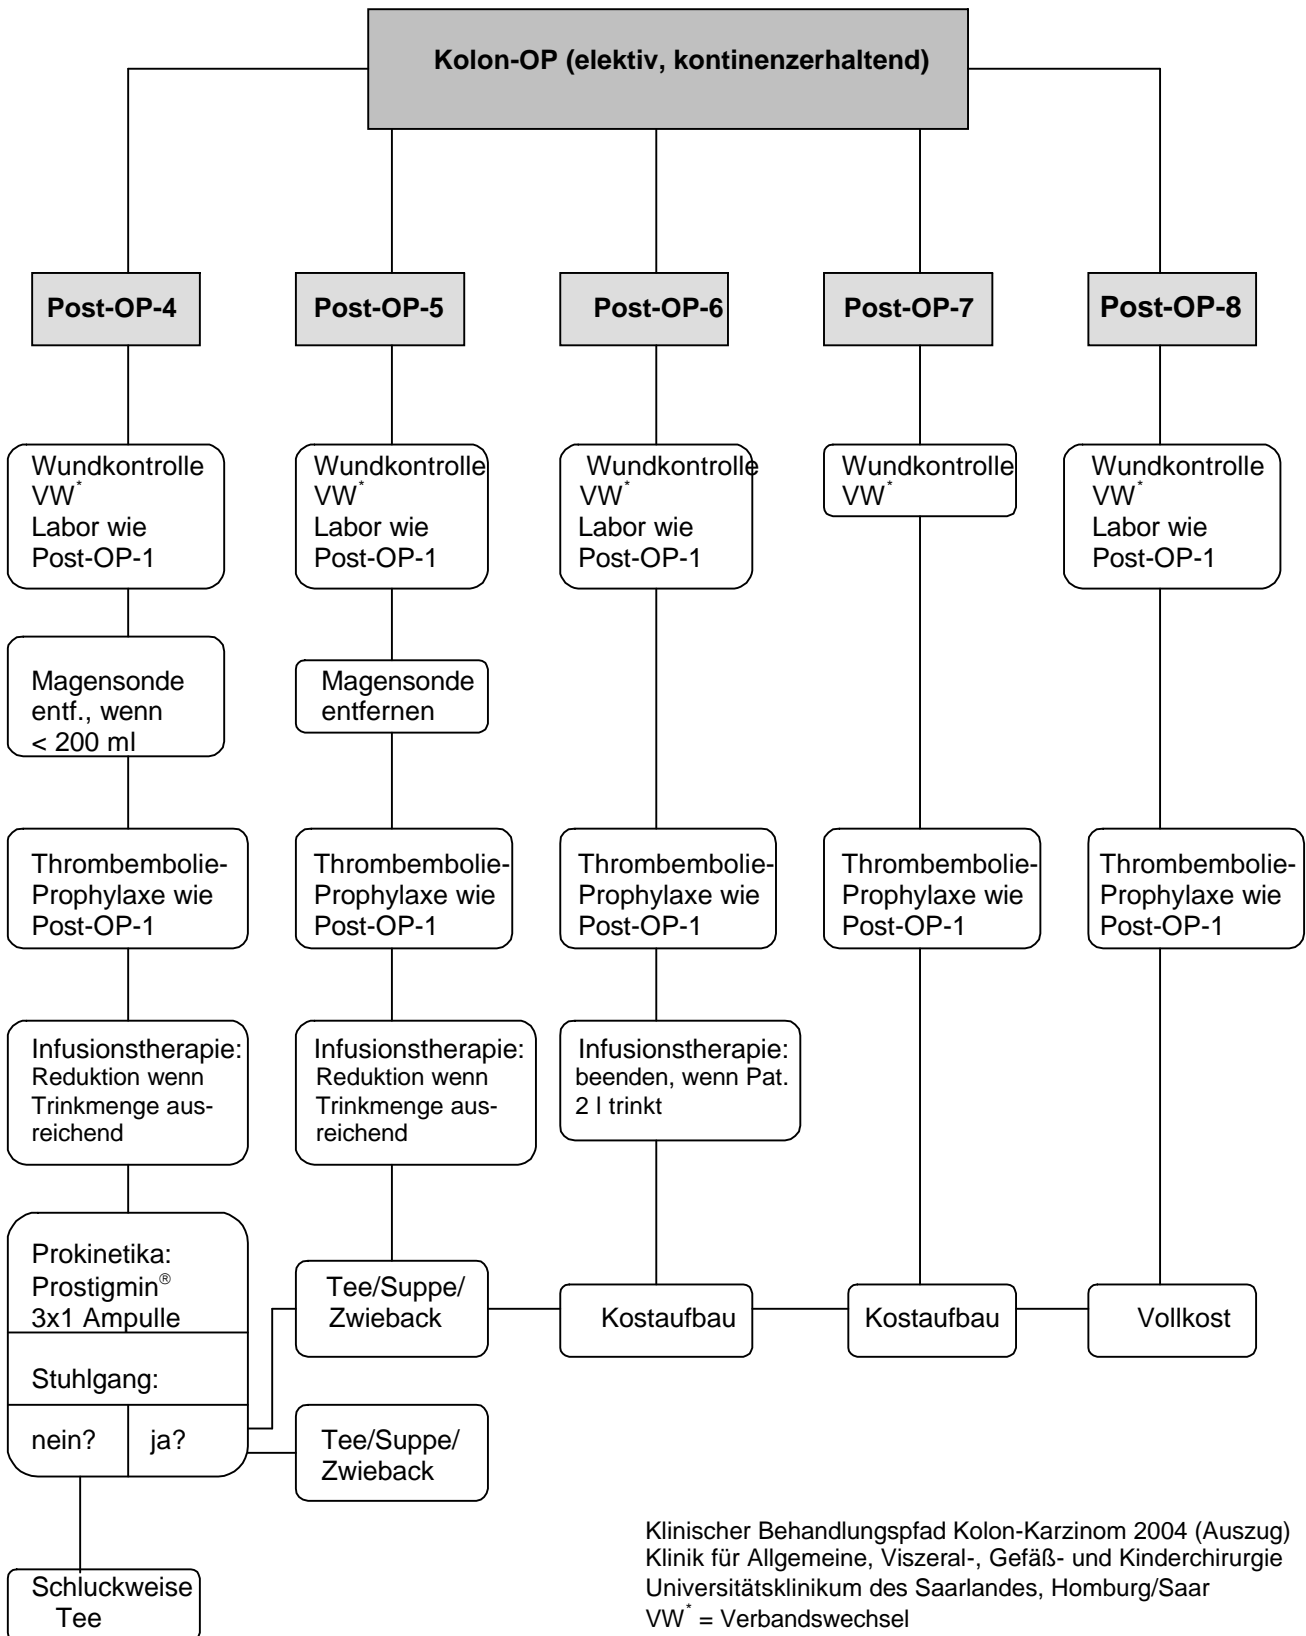 Kolon-OP (elektiv, kontinenzerhaltend)
Post-OP-4
Post-OP-5
Post-OP-6
Post-OP-7
Post-OP-8
Wundkontrolle
VW*
Labor wie
Post-OP-1
Wundkontrolle
VW*
Labor wie
Post-OP-1
Wundkontrolle
VW*
Labor wie
Post-OP-1
Wundkontrolle
VW*
Wundkontrolle
VW*
Labor wie
Post-OP-1
Magensonde
entf., wenn
< 200 ml
Magensonde
entfernen
Thrombembolie-
Prophylaxe wie
Post-OP-1
Thrombembolie-
Prophylaxe wie
Post-OP-1
Thrombembolie-
Prophylaxe wie
Post-OP-1
Thrombembolie-
Prophylaxe wie
Post-OP-1
Thrombembolie-
Prophylaxe wie
Post-OP-1
Infusionstherapie:
Reduktion wenn
Trinkmenge aus-
reichend
Infusionstherapie:
Reduktion wenn
Trinkmenge aus-
reichend
Infusionstherapie:
beenden, wenn Pat.
2 l trinkt
Prokinetika:
Prostigmin®
3x1 Ampulle
Stuhlgang:
nein?
ja?
Tee/Suppe/
Zwieback
Kostaufbau
Kostaufbau
Vollkost
Tee/Suppe/
Zwieback
Schluckweise
Tee
Klinischer Behandlungspfad Kolon-Karzinom 2004 (Auszug)
Klinik für Allgemeine, Viszeral-, Gefäß- und Kinderchirurgie
Universitätsklinikum des Saarlandes, Homburg/Saar
VW* = Verbandswechsel